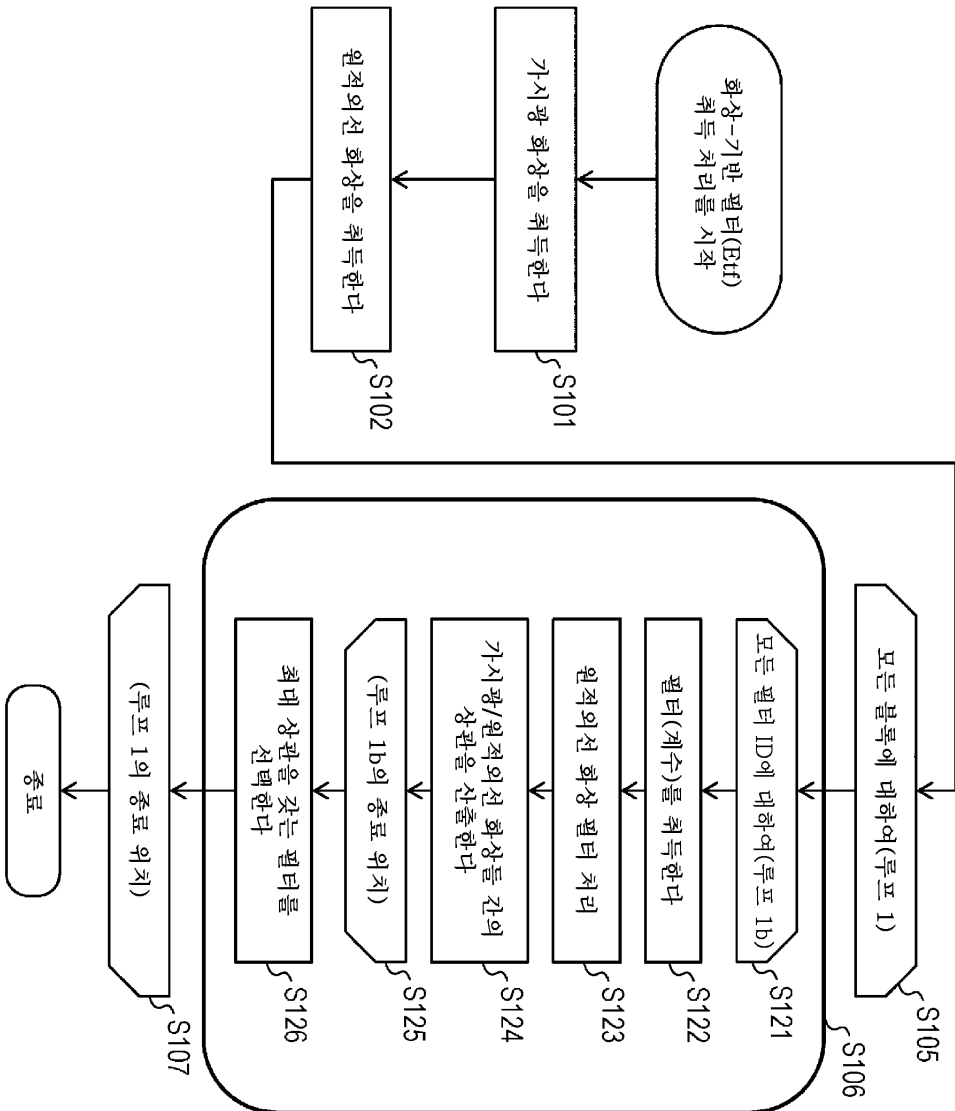 화상-기반 필터(Etf)
취득 처리를 시작
가시광 화상을 취득한다
S101
원적외선 화상을 취득한다
S102
모든 블록에 대하여(루프 1)
S105
S106
모든 필터 ID에 대하여(루프 1b)
S121
필터(계수)를 취득한다
S122
원적외선 화상 필터 처리
S123
가시광/원적외선 화상들 간의
상관을 산출한다
S124
(루프 1b의 종료 위치)
S125
최대 상관을 갖는 필터를
선택한다
S126
(루프 1의 종료 위치)
S107
종료